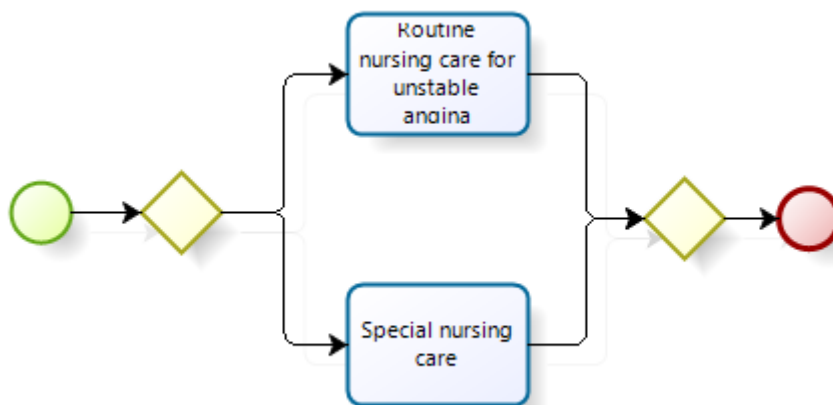 Routine
nursing care for
unstable
angina
Special nursing
care